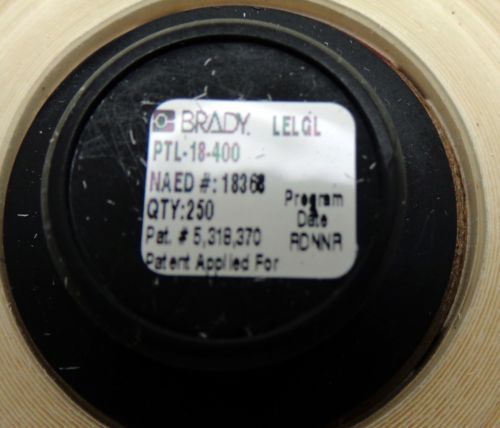 BRADY. LELGL
PTL-18-400
NAED #: 18368
QTY:250
Program
Date
Pat. # 5,318,370
RDNNR
Patent Applied For